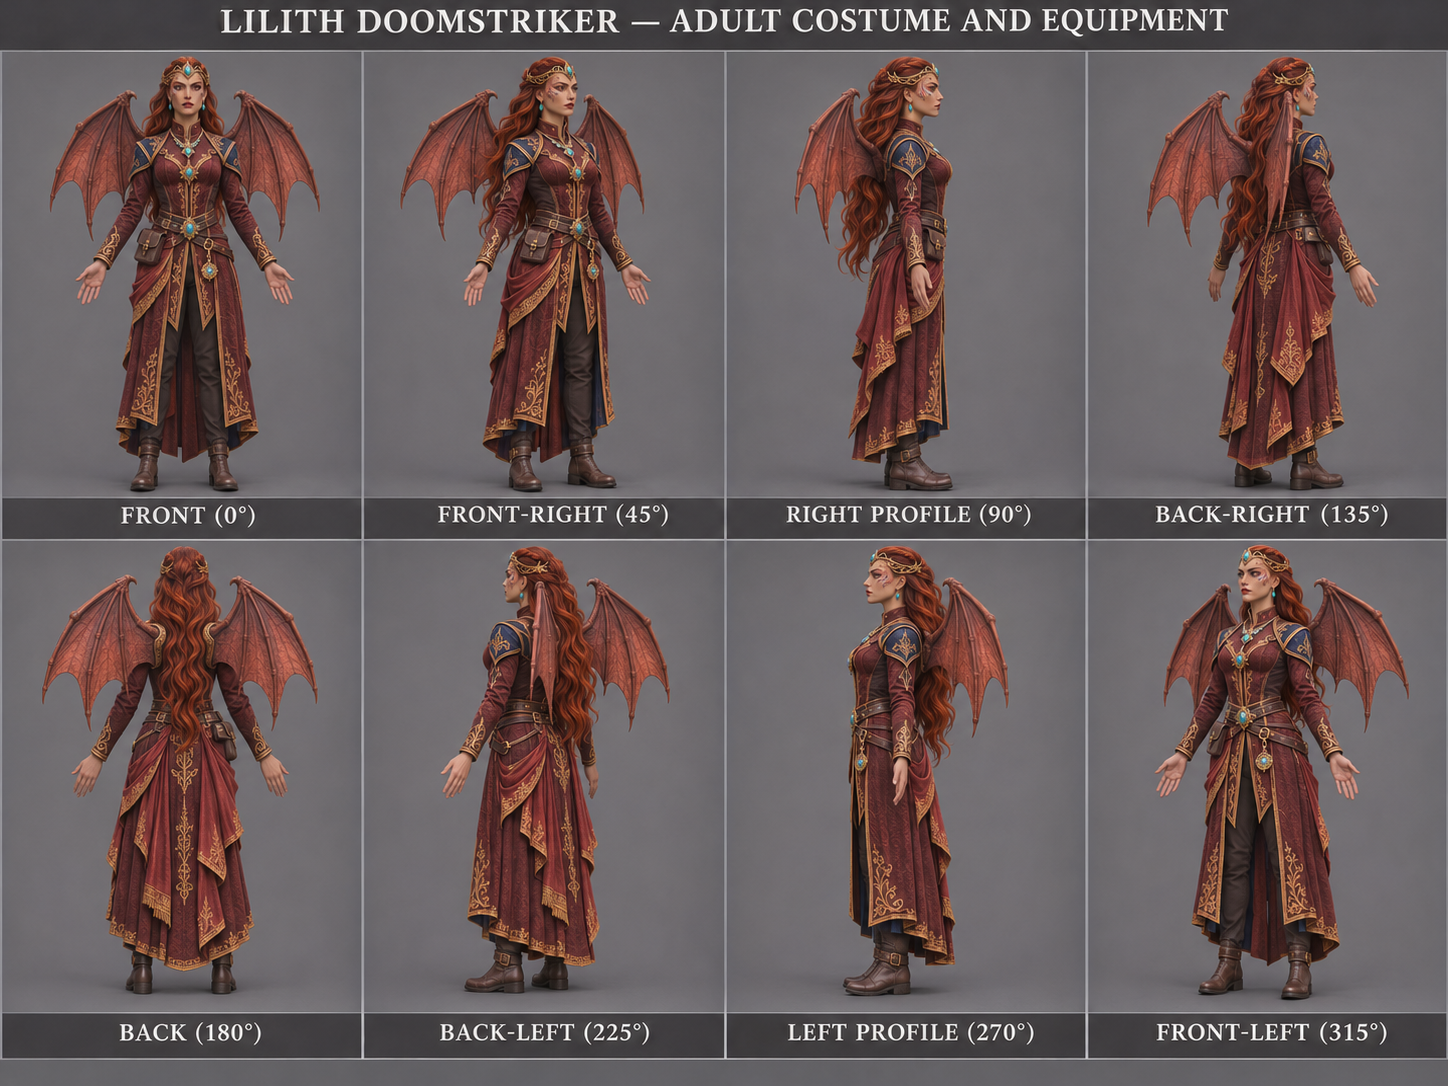 LILITH DOOMSTRIKER — ADULT COSTUME AND EQUIPMENT
FRONT (0°)
FRONT-RIGHT (45°)
RIGHT PROFILE (90°)
BACK-RIGHT (135°)
BACK (180°)
BACK-LEFT (225°)
LEFT PROFILE (270°)
FRONT-LEFT (315°)